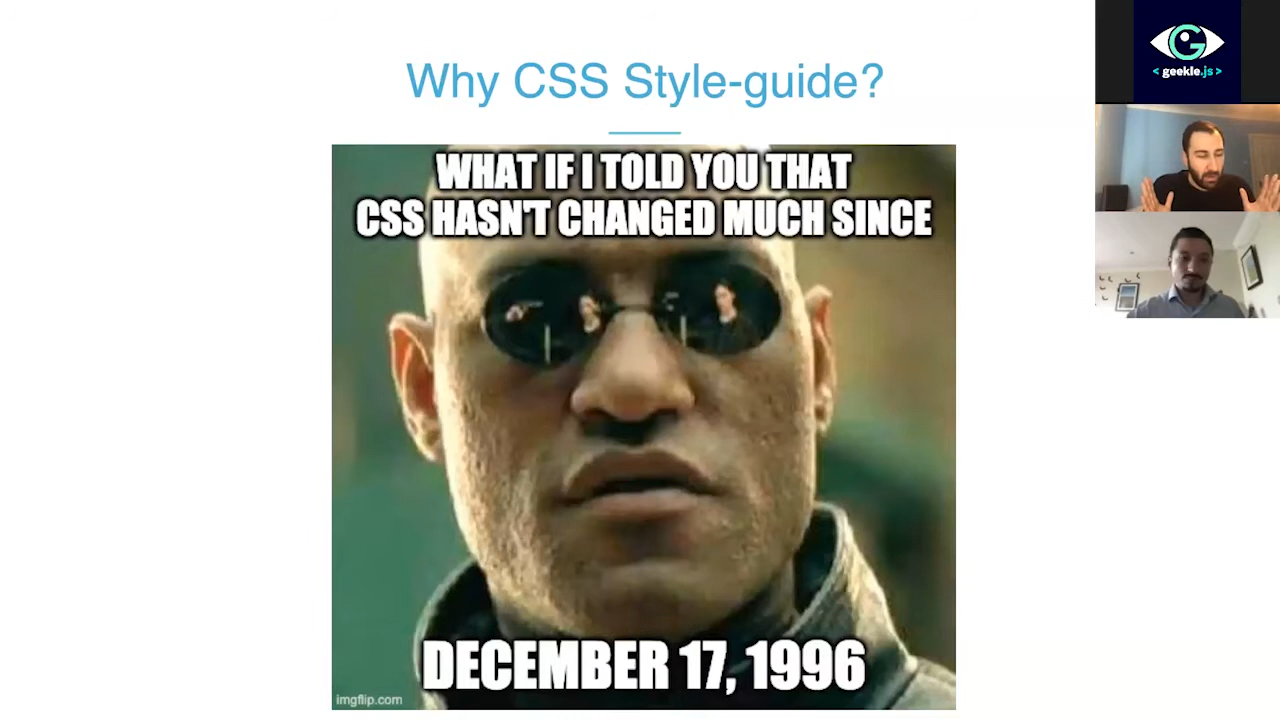 Why CSS Style-guide?
WHAT IF I TOLD YOU THAT
CSS HASN'T CHANGED MUCH SINCE
DECEMBER 17, 1996
imgflip.com
G
< geekle.js >